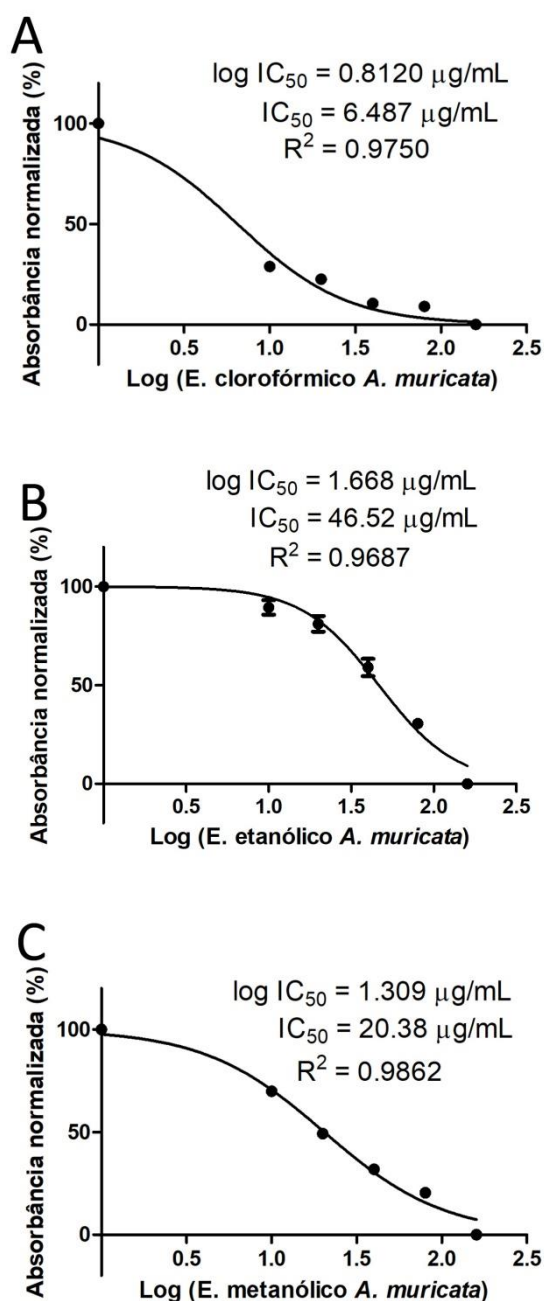 A
log IC₅₀ = 0.8120 μg/mL
IC₅₀ = 6.487 μg/mL
R² = 0.9750
Absorbância normalizada (%)
100
50
0
0.5 1.0 1.5 2.0 2.5
Log (E. clorofórmico A. muricata)
B
log IC₅₀ = 1.668 μg/mL
IC₅₀ = 46.52 μg/mL
R² = 0.9687
Absorbância normalizada (%)
100
50
0
0.5 1.0 1.5 2.0 2.5
Log (E. etanólico A. muricata)
C
log IC₅₀ = 1.309 μg/mL
IC₅₀ = 20.38 μg/mL
R² = 0.9862
Absorbância normalizada (%)
100
50
0
0.5 1.0 1.5 2.0 2.5
Log (E. metanólico A. muricata)